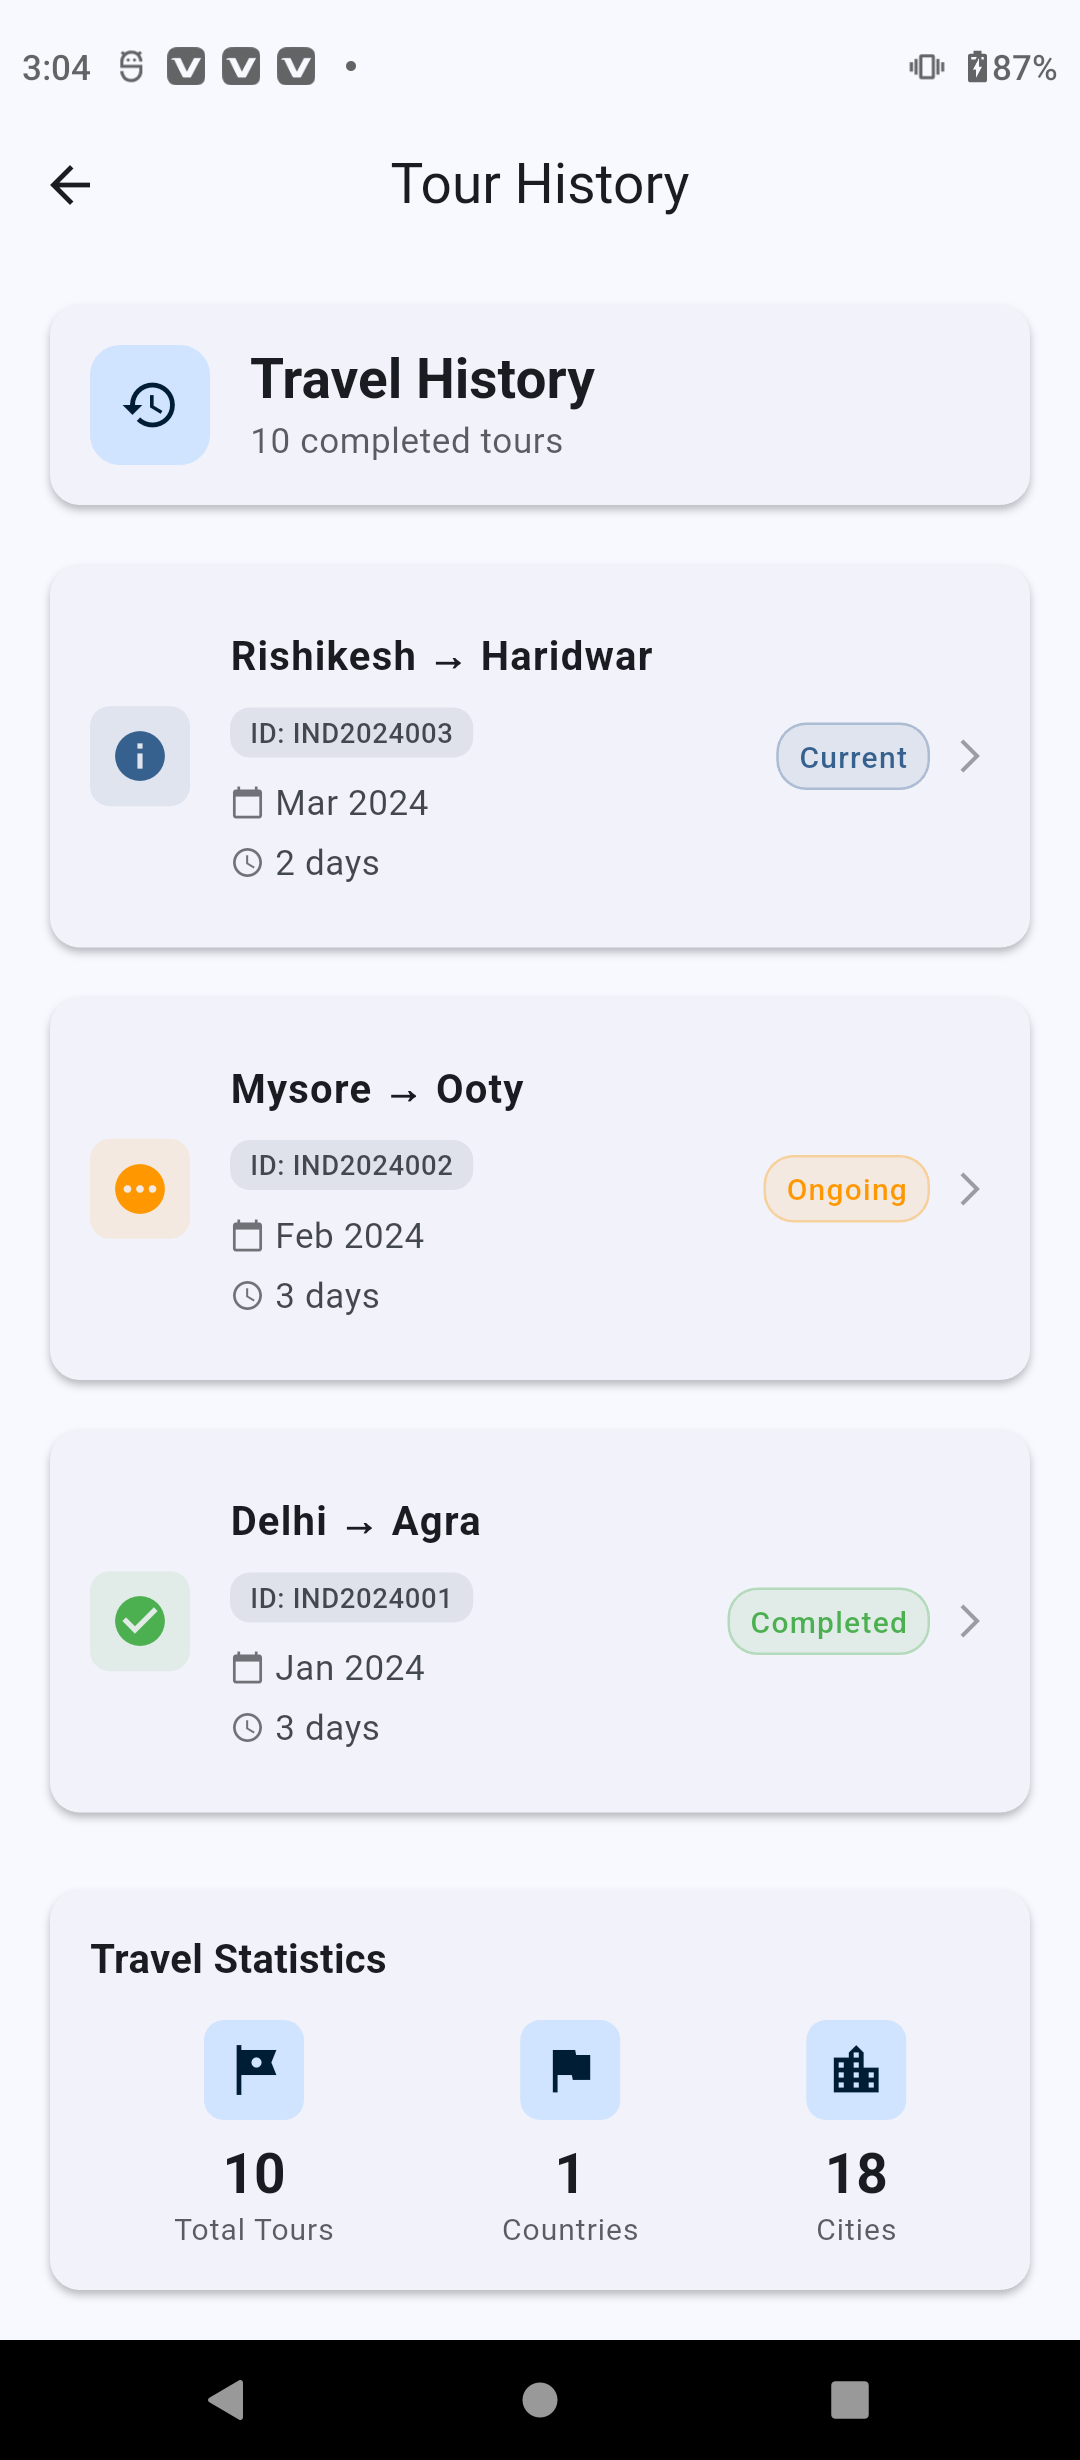 3:04
87%
Tour History
Travel History
10 completed tours
Rishikesh → Haridwar
ID: IND2024003
Current
Mar 2024
2 days
Mysore → Ooty
ID: IND2024002
Ongoing
Feb 2024
3 days
Delhi → Agra
ID: IND2024001
Completed
Jan 2024
3 days
Travel Statistics
10 1 18
Total Tours Countries Cities